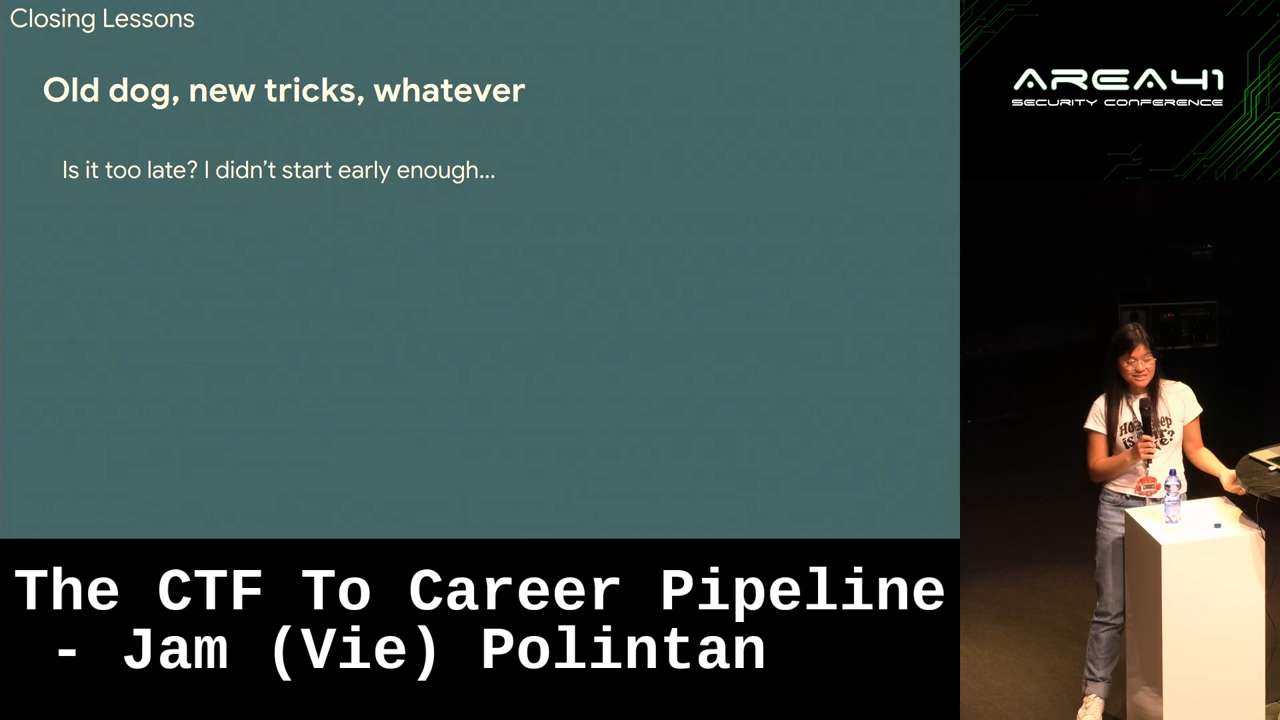 Closing Lessons
Old dog, new tricks, whatever
Is it too late? I didn’t start early enough...
AREA41
SECURITY CONFERENCE
The CTF To Career Pipeline
- Jam (Vie) Polintan